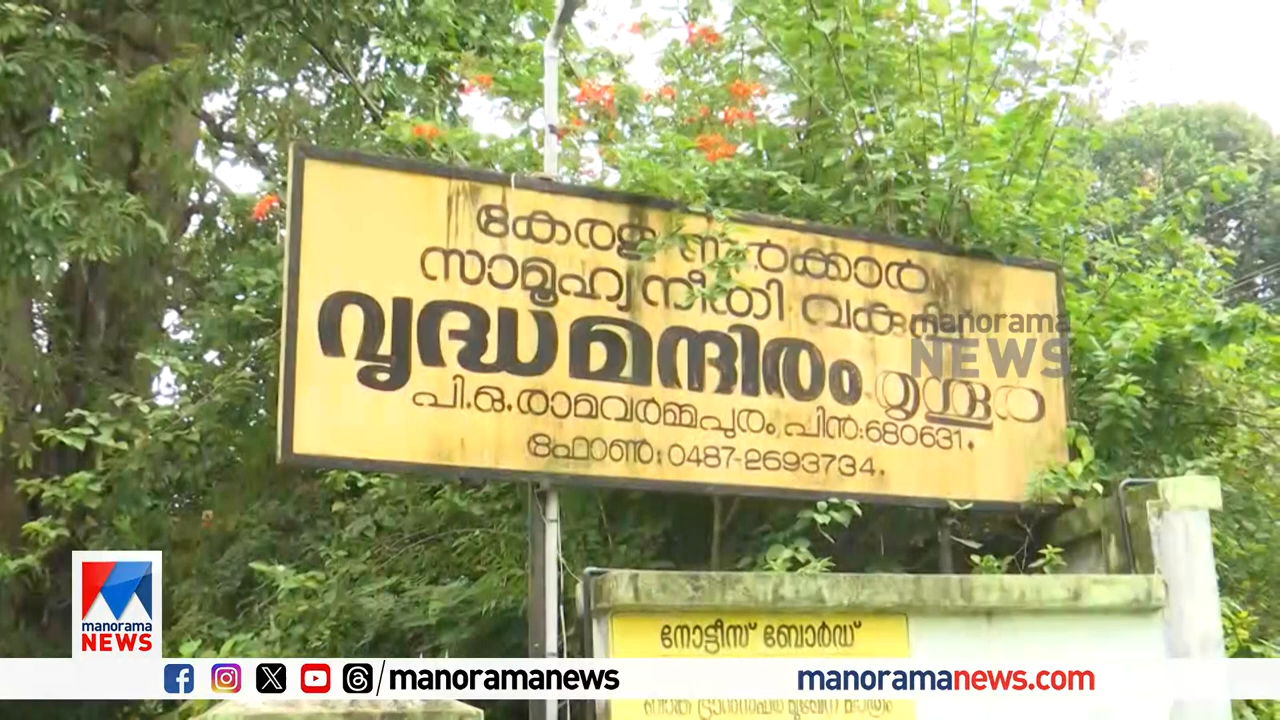 കേരള സർക്കാർ
സാമൂഹ്യനീതി വകുപ്പ്
വൃദ്ധമന്ദിരം. തൃശൂർ
പി.ഒ.രാമവർമ്മപുരം, പിൻ:680631.
ഫോൺ: 0487-2693734.
manorama
NEWS
നോട്ടീസ് ബോർഡ്
manorama
NEWS
/manoramanews
manoramanews.com